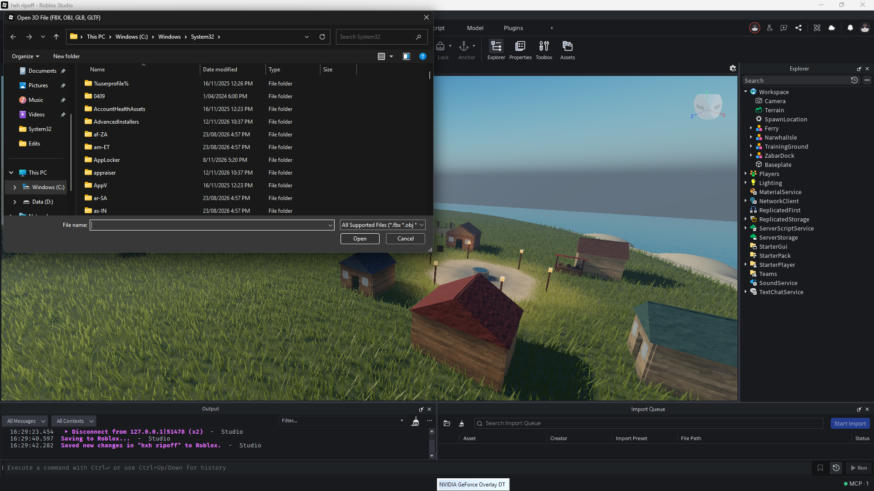 hxh ripoff - Roblox Studio
Open 3D File (FBX, OBJ, GLB, GLTF)
This PC > Windows (C:) > Windows > System32 >
Search System32
Organize
New folder
Name
Date modified
Type
Size
Documents
Pictures
Music
Videos
System32
Edits
This PC
Windows (C:)
Data (D:)
%userprofile% 16/11/2025 12:26 PM File folder
0409 1/04/2024 6:00 PM File folder
AccountHealthAssets 16/11/2025 12:23 PM File folder
AdvancedInstallers 12/11/2026 10:37 PM File folder
af-ZA 23/08/2026 4:57 PM File folder
am-ET 23/08/2026 4:57 PM File folder
AppLocker 8/11/2026 5:20 PM File folder
appraiser 12/11/2026 10:37 PM File folder
AppV 16/11/2025 12:23 PM File folder
ar-SA 23/08/2026 4:57 PM File folder
as-IN 23/08/2026 4:57 PM File folder
File name:
All Supported Files (*.fbx *.obj *
Open
Cancel
cript
Model
Plugins
Lock
Anchor
Explorer
Properties
Toolbox
Assets
Explorer
Search
Workspace
Camera
Terrain
SpawnLocation
Ferry
NarwhalIsle
TrainingGround
ZabarDock
Baseplate
Players
Lighting
MaterialService
NetworkClient
ReplicatedFirst
ReplicatedStorage
ServerScriptService
ServerStorage
StarterGui
StarterPack
StarterPlayer
Teams
SoundService
TextChatService
Output
All Messages
All Contexts
Filter...
16:29:23.454 ▸ Disconnect from 127.0.0.1|51478 (x2) - Studio
16:29:40.597 Saving to Roblox... - Studio
16:29:42.282 Saved new changes in "hxh ripoff" to Roblox. - Studio
Import Queue
Search Import Queue
Start Import
Asset
Creator
Import Preset
File Path
Status
Execute a command with Ctrl↵ or use Ctrl+Up/Down for history
Run
NVIDIA GeForce Overlay DT
MCP · 1